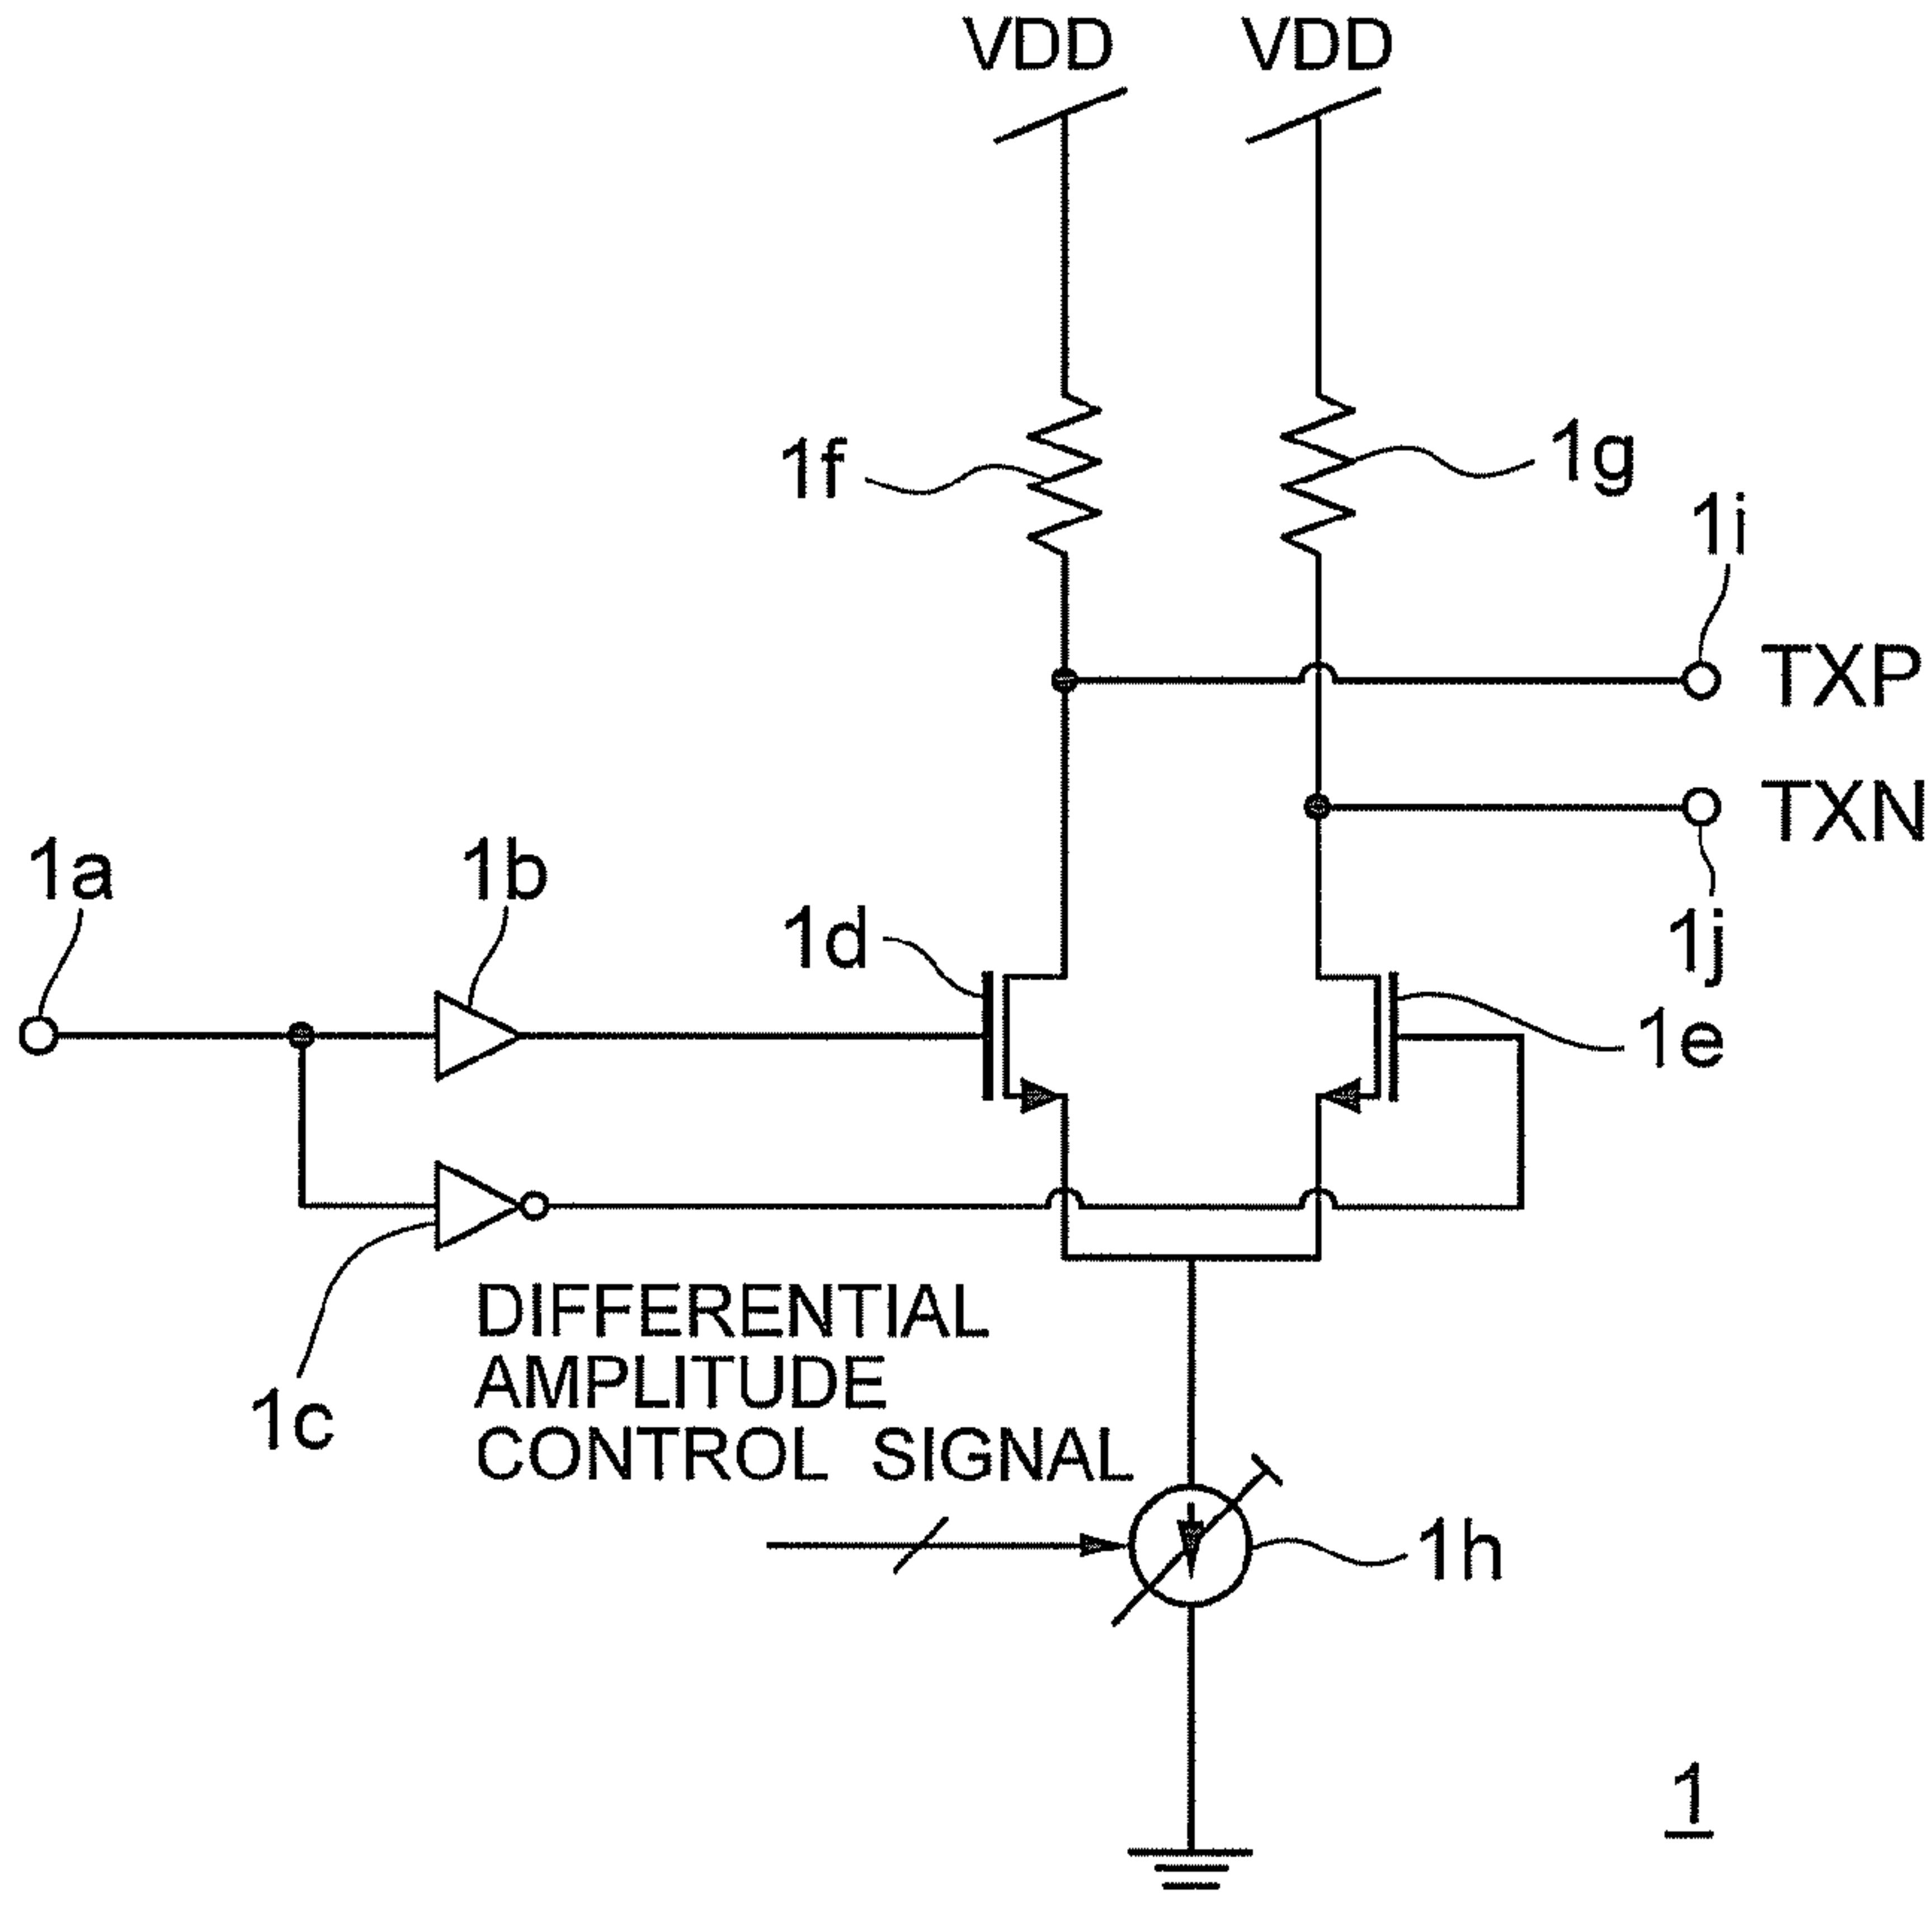 VDD VDD
1f
1g
1i
TXP
TXN
1a
1b
1d
1j
1e
1c
DIFFERENTIAL
AMPLITUDE
CONTROL SIGNAL
1h
1